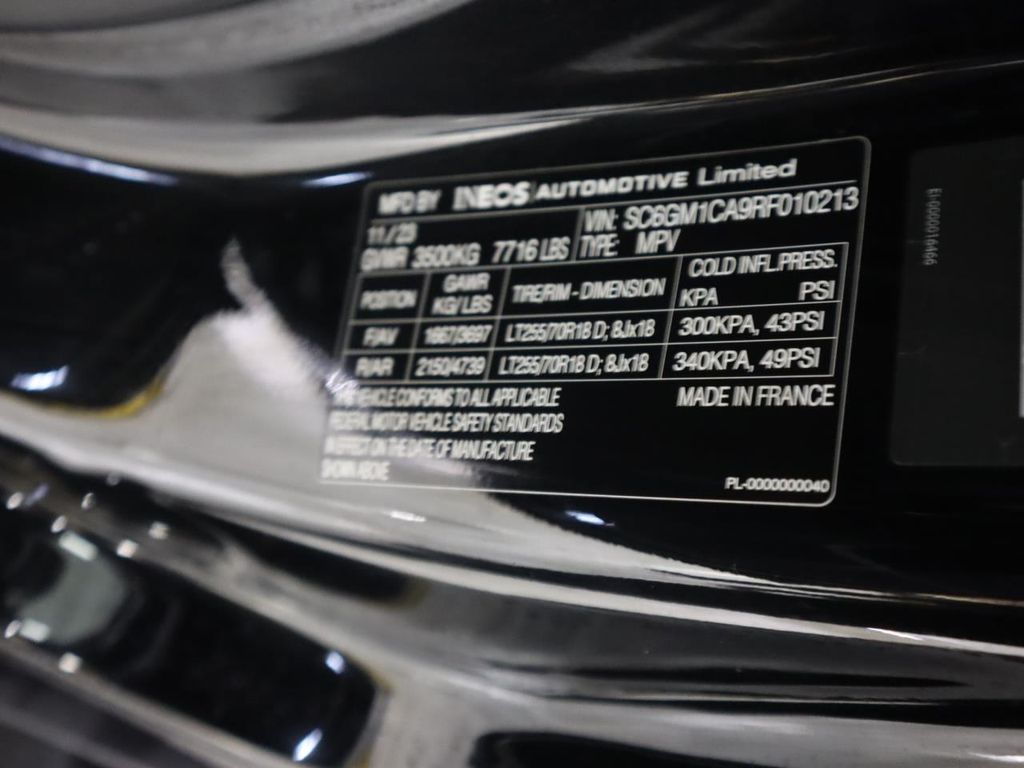 MFD BY INEOS AUTOMOTIVE Limited
11/23 VIN: SC6GM1CA9RF010213
GVWR 3500KG 7716 LBS TYPE: MPV
POSITION GAWR KG/LBS TIRE/RIM - DIMENSION COLD INFL.PRESS. KPA PSI
F/AV 1667/3697 LT255/70R18 D; 8Jx18 300KPA, 43PSI
R/AR 2150/4739 LT255/70R18 D; 8Jx18 340KPA, 49PSI
THIS VEHICLE CONFORMS TO ALL APPLICABLE MADE IN FRANCE
FEDERAL MOTOR VEHICLE SAFETY STANDARDS
IN EFFECT ON THE DATE OF MANUFACTURE
SHOWN ABOVE.
PL-0000000040
EI-0000016466